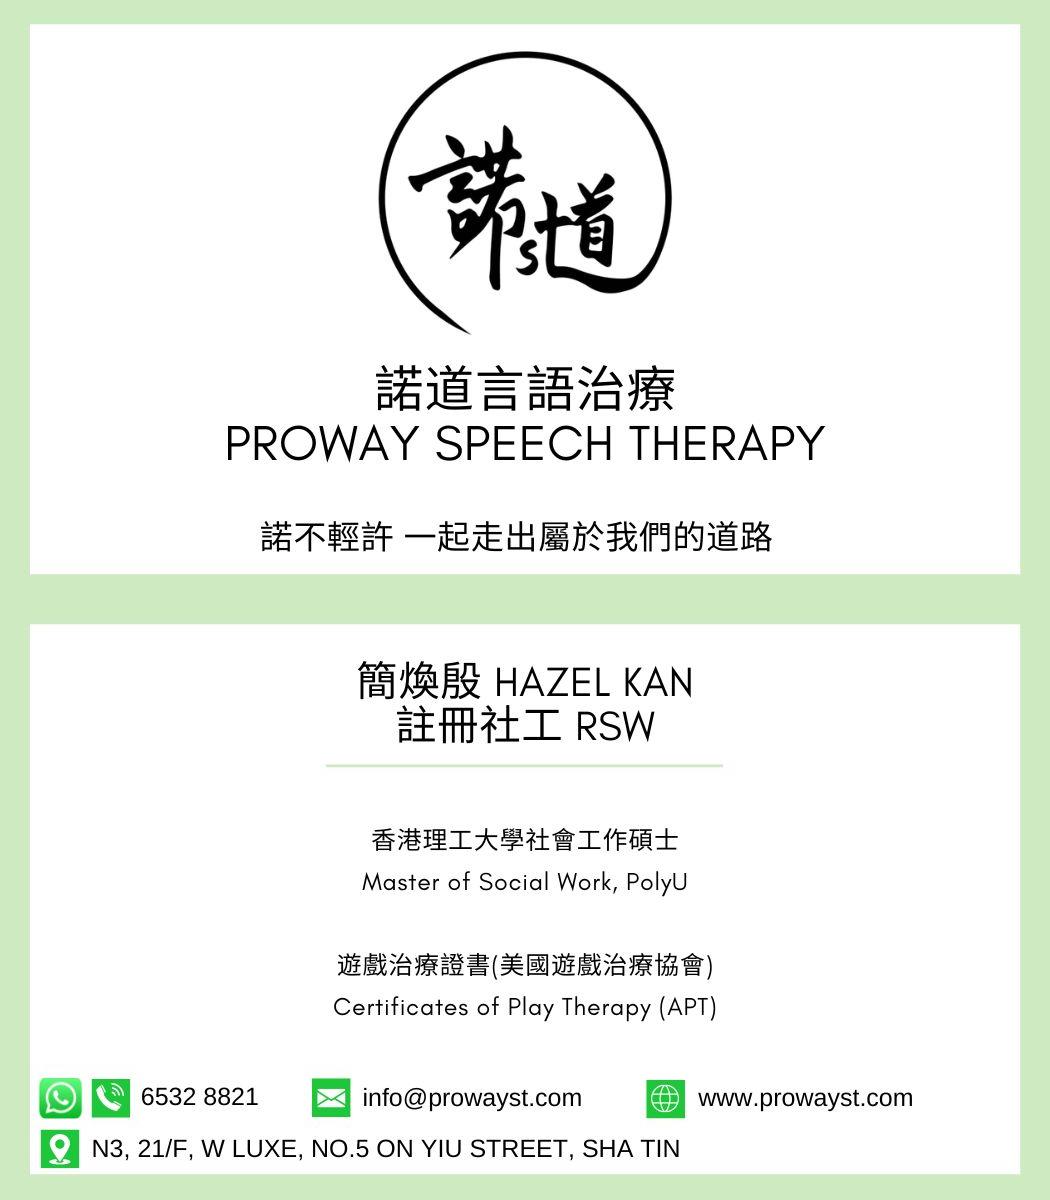 諾st道
諾道言語治療
PROWAY SPEECH THERAPY
諾不輕許 一起走出屬於我們的道路
簡煥殷 HAZEL KAN
註冊社工 RSW
香港理工大學社會工作碩士
Master of Social Work, PolyU
遊戲治療證書(美國遊戲治療協會)
Certificates of Play Therapy (APT)
6532 8821 info@prowayst.com www.prowayst.com
N3, 21/F, W LUXE, NO.5 ON YIU STREET, SHA TIN